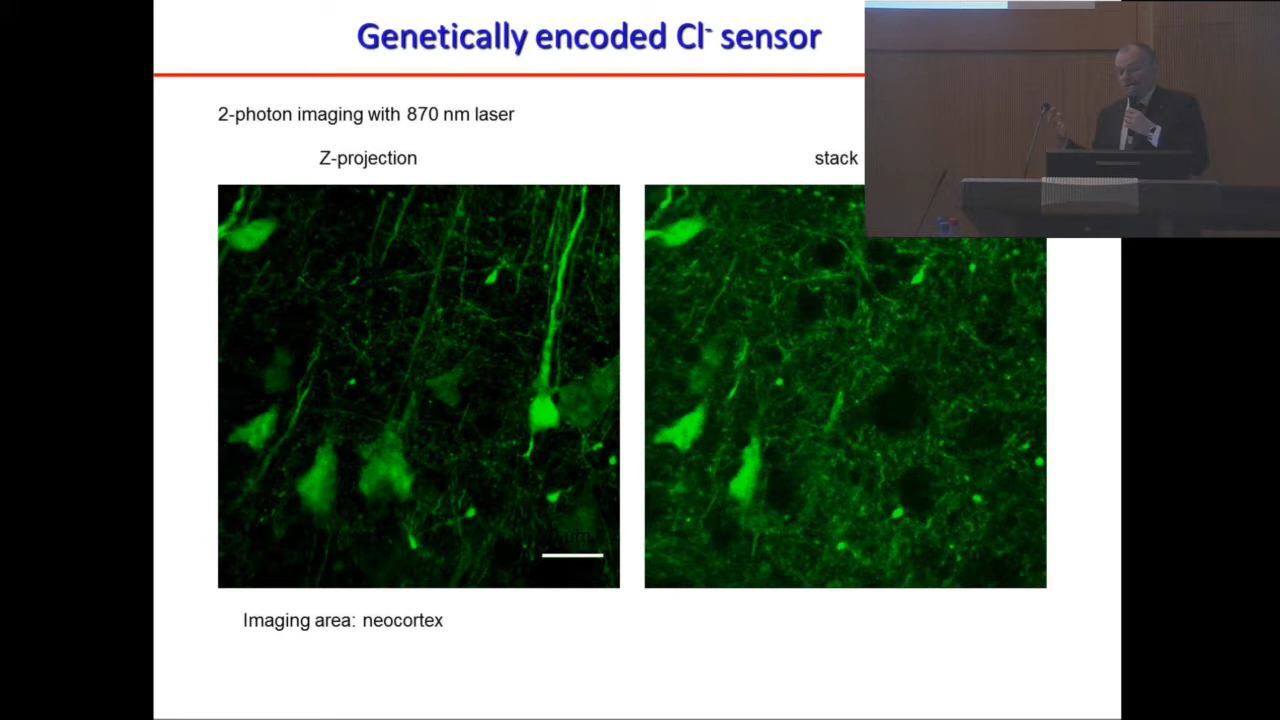 Genetically encoded Cl⁻ sensor
2-photon imaging with 870 nm laser
Z-projection
stack
Imaging area: neocortex